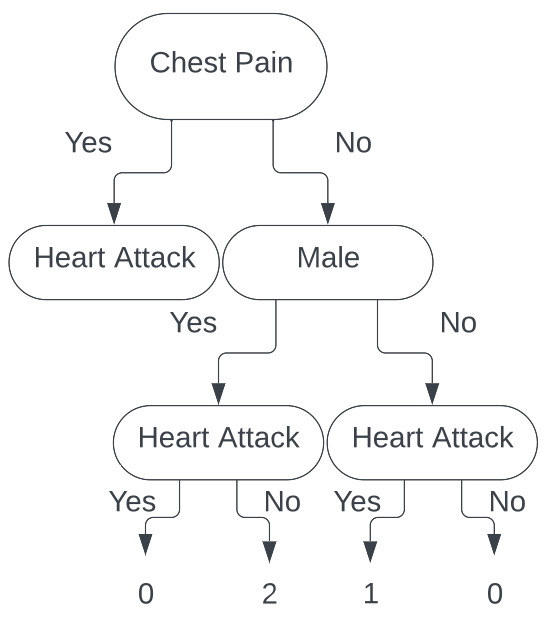 Chest Pain
Yes
No
Heart Attack
Male
Yes
No
Heart Attack
Heart Attack
Yes
No
Yes
No
0
2
1
0